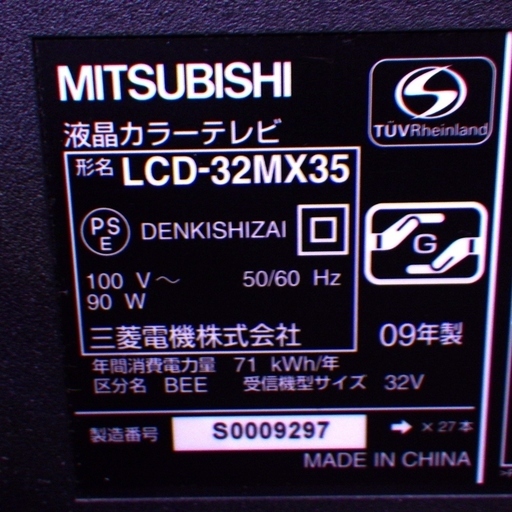 MITSUBISHI
TÜVRheinland
液晶カラーテレビ
形名 LCD-32MX35
PS
E
DENKISHIZAI
G
100 V～ 50/60 Hz
90 W
三菱電機株式会社 09年製
年間消費電力量 71 kWh/年
区分名 BEE 受信機型サイズ 32V
製造番号 S0009297 → ×27本
MADE IN CHINA